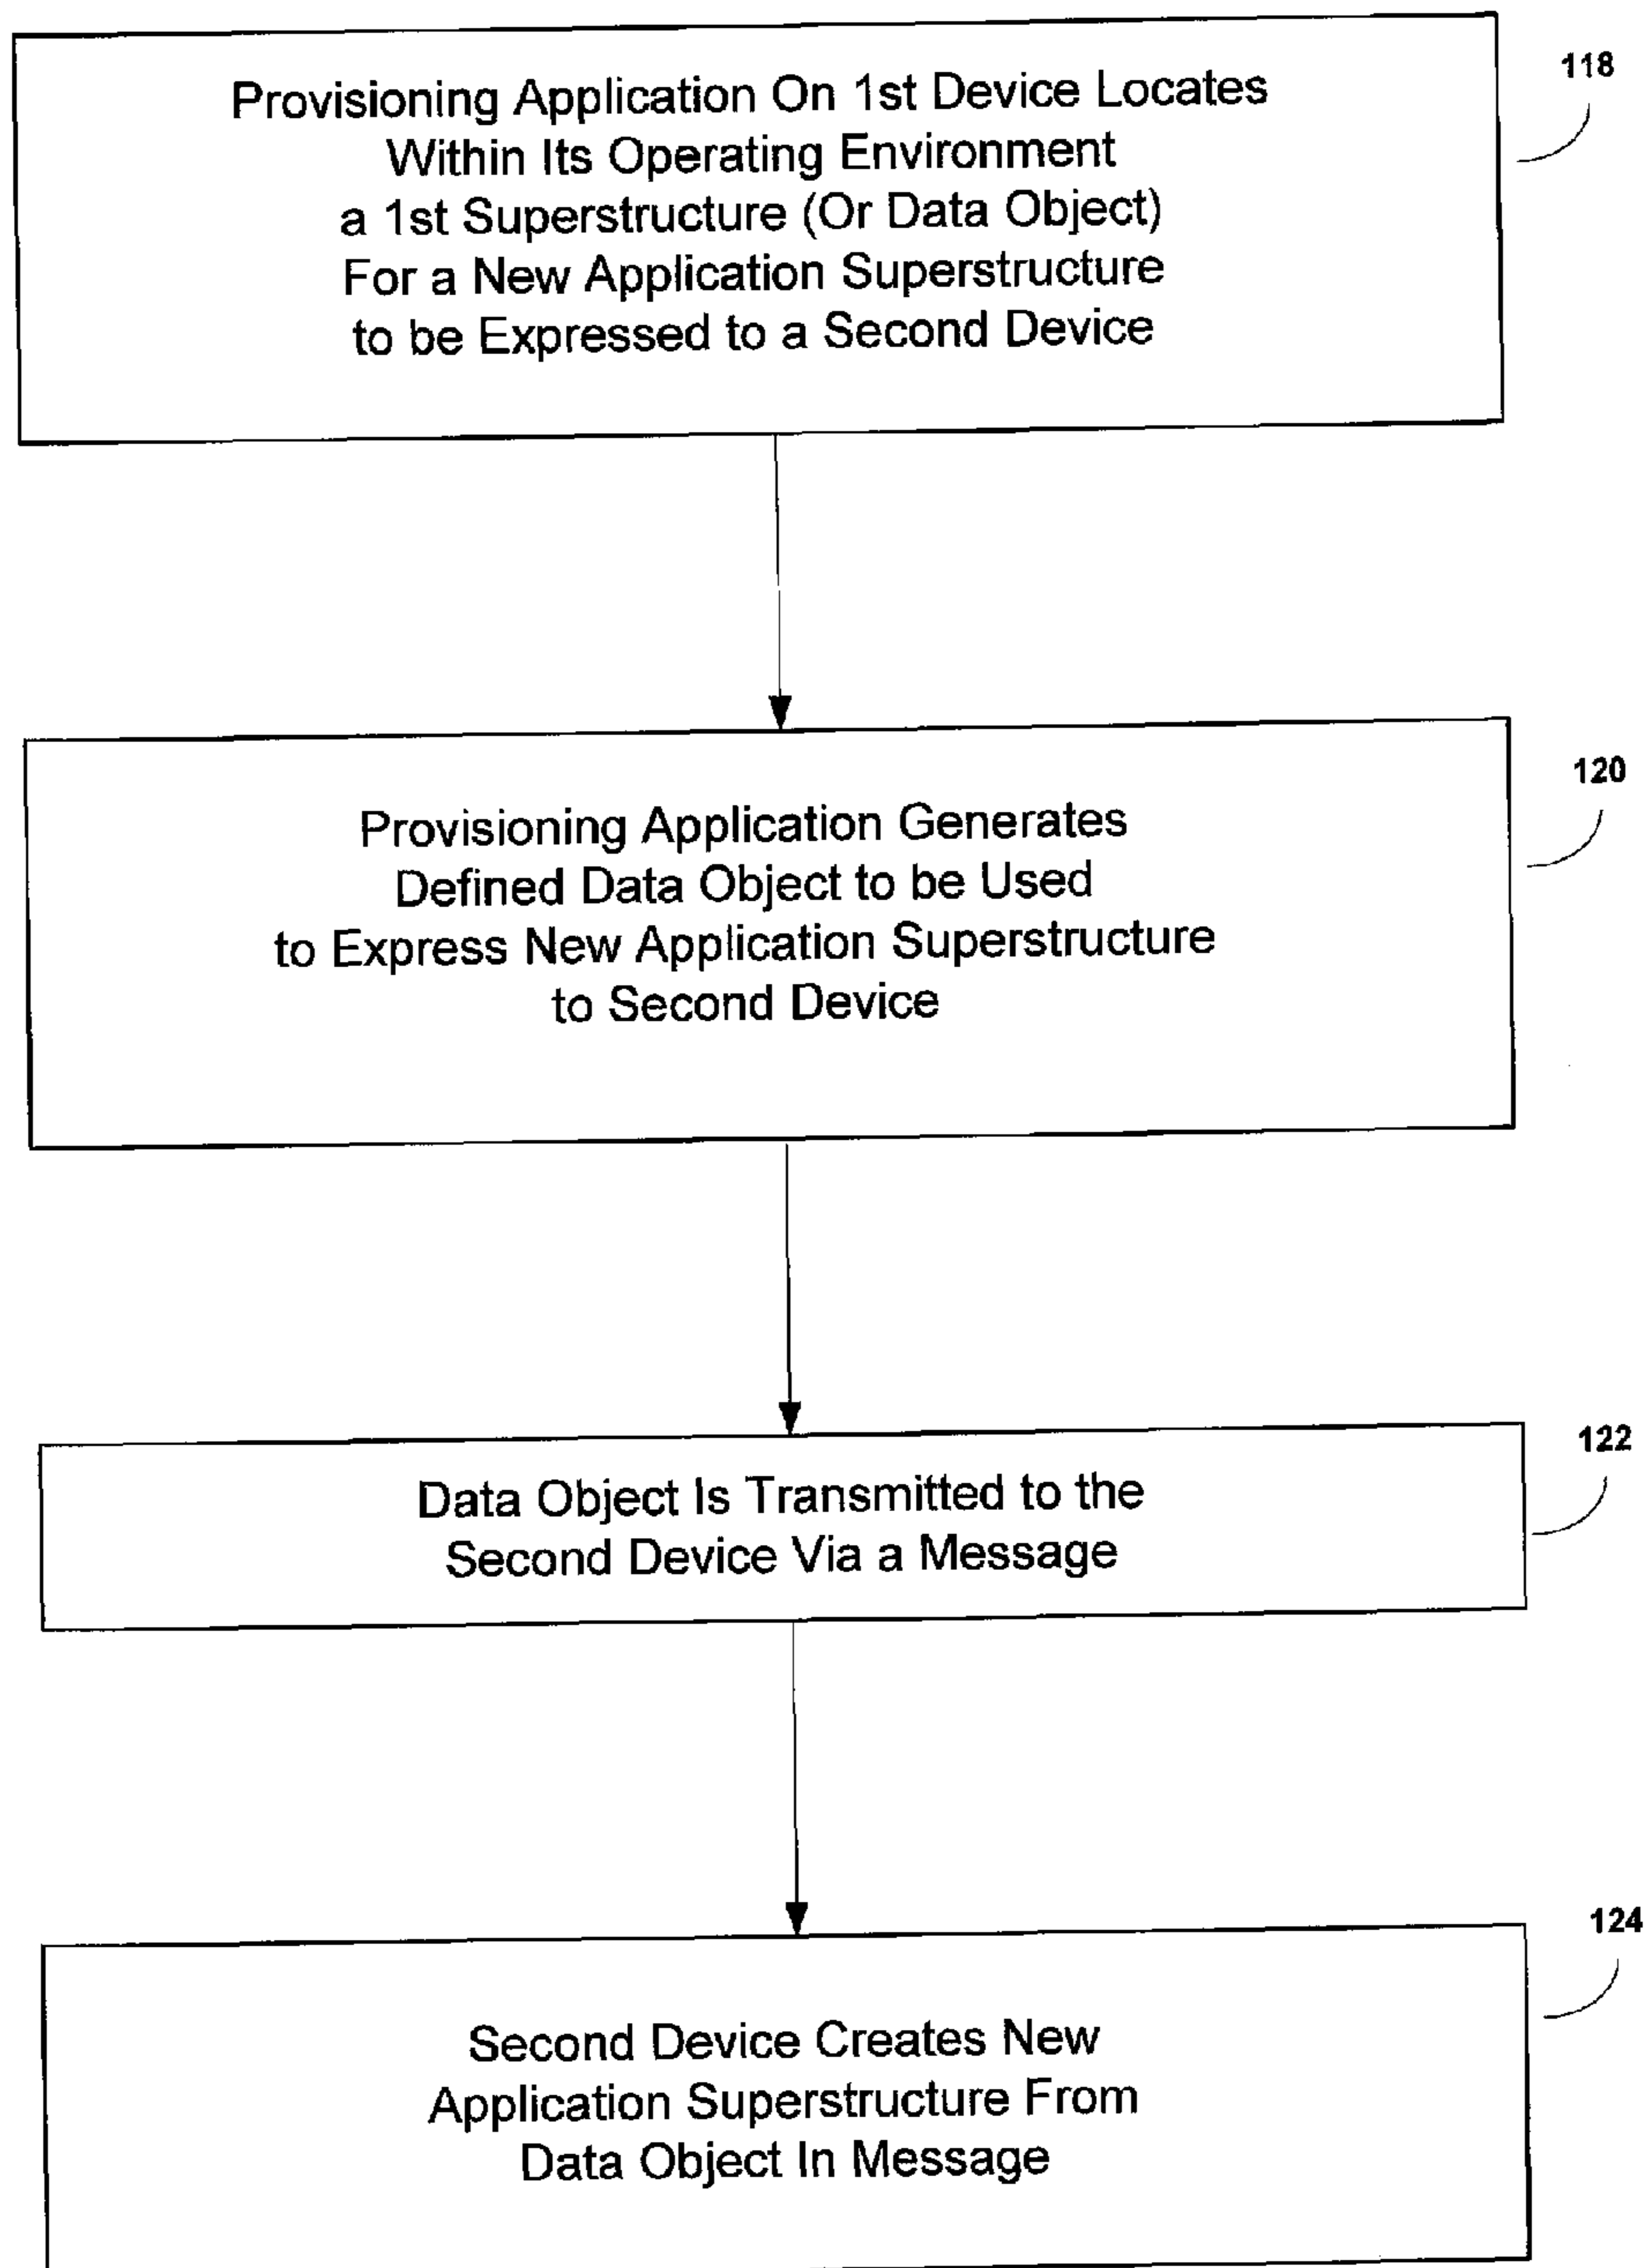 Provisioning Application On 1st Device Locates
Within Its Operating Environment
a 1st Superstructure (Or Data Object)
For a New Application Superstructure
to be Expressed to a Second Device
118
Provisioning Application Generates
Defined Data Object to be Used
to Express New Application Superstructure
to Second Device
120
Data Object Is Transmitted to the
Second Device Via a Message
122
Second Device Creates New
Application Superstructure From
Data Object In Message
124